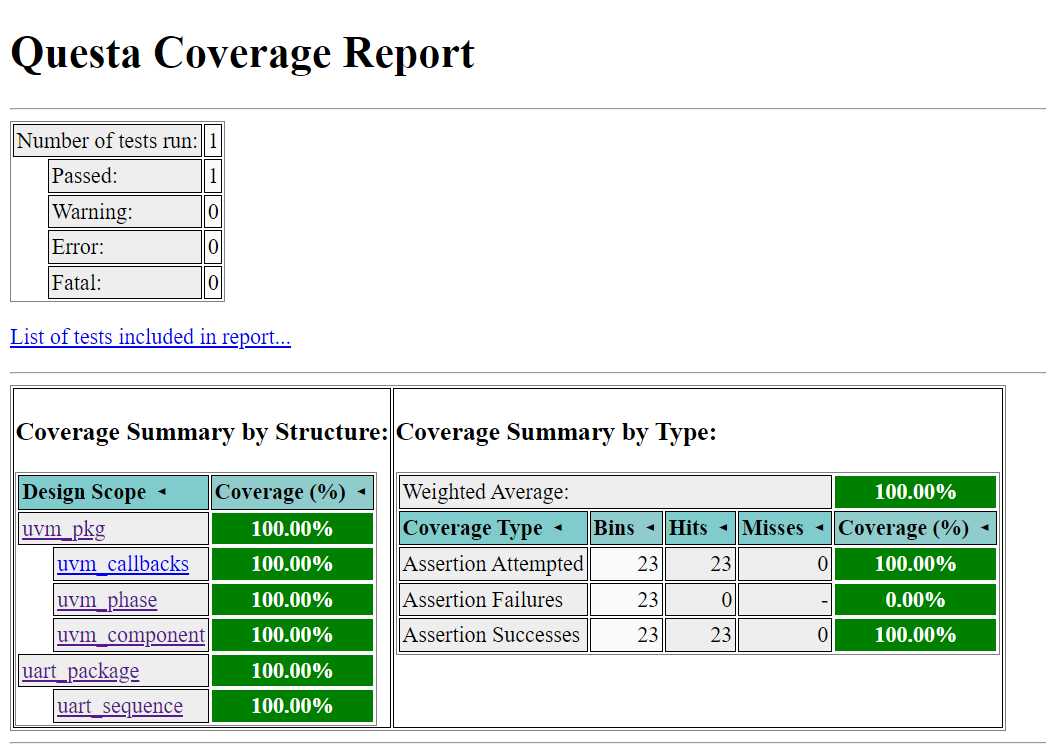 Questa Coverage Report
Number of tests run: 1
Passed: 1
Warning: 0
Error: 0
Fatal: 0
List of tests included in report...
Coverage Summary by Structure:
Design Scope ◄ Coverage (%) ◄
uvm_pkg 100.00%
uvm_callbacks 100.00%
uvm_phase 100.00%
uvm_component 100.00%
uart_package 100.00%
uart_sequence 100.00%
Coverage Summary by Type:
Weighted Average: 100.00%
Coverage Type ◄ Bins ◄ Hits ◄ Misses ◄ Coverage (%) ◄
Assertion Attempted 23 23 0 100.00%
Assertion Failures 23 0 - 0.00%
Assertion Successes 23 23 0 100.00%